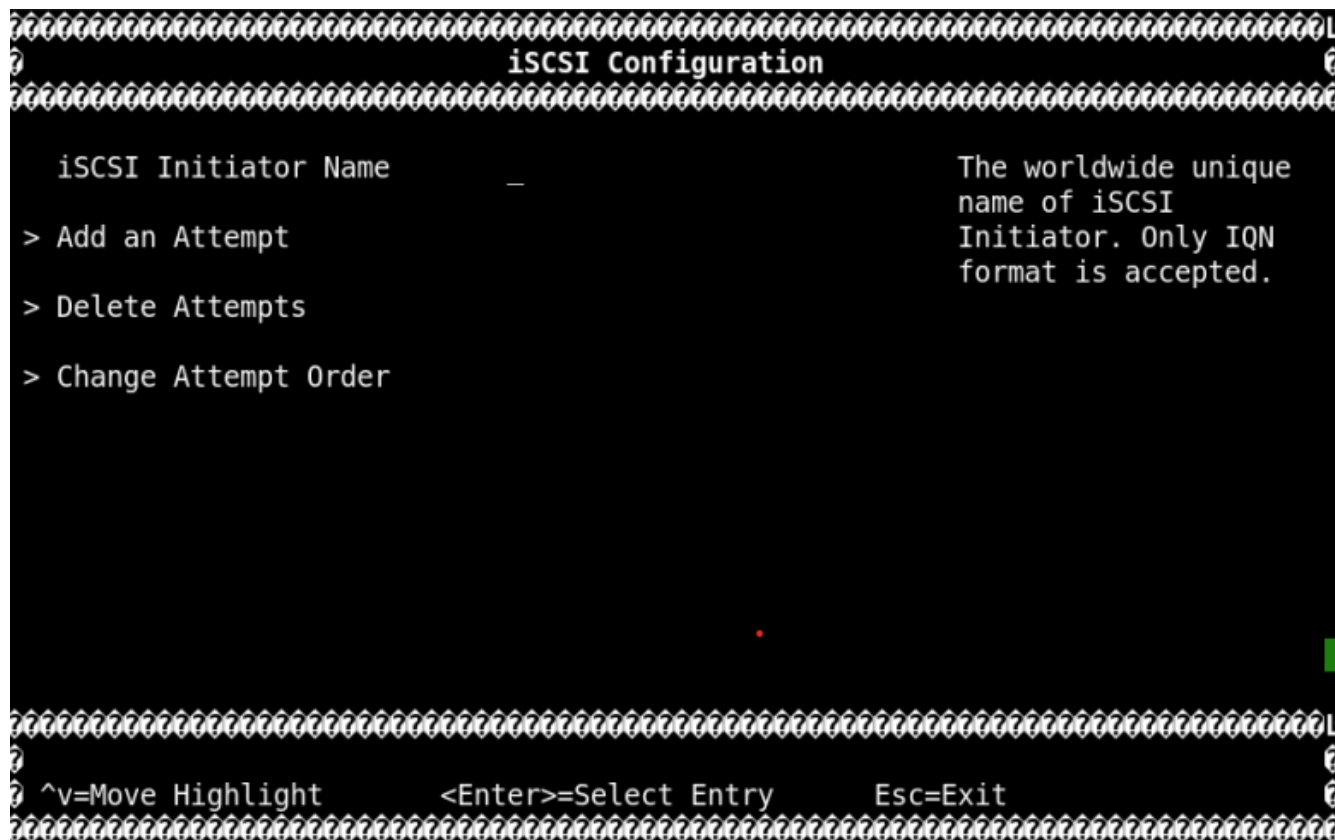 iSCSI Configuration
iSCSI Initiator Name _
> Add an Attempt
> Delete Attempts
> Change Attempt Order
The worldwide unique
name of iSCSI
Initiator. Only IQN
format is accepted.
^v=Move Highlight <Enter>=Select Entry Esc=Exit